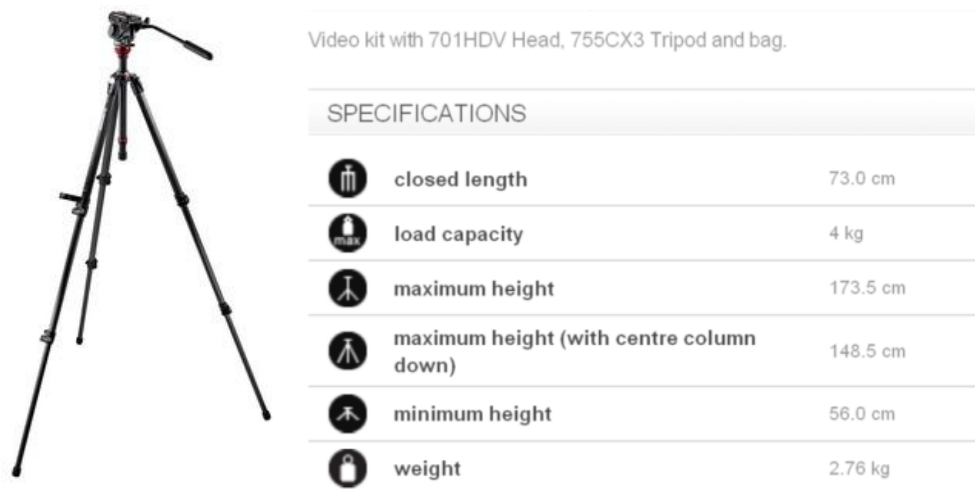 Video kit with 701HDV Head, 755CX3 Tripod and bag.
SPECIFICATIONS
closed length 73.0 cm
max load capacity 4 kg
maximum height 173.5 cm
maximum height (with centre column
down) 148.5 cm
minimum height 56.0 cm
weight 2.76 kg